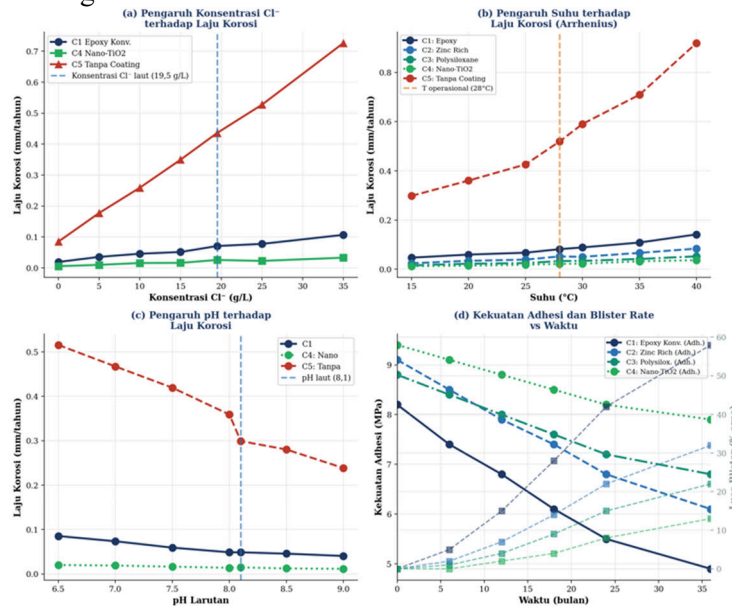 (a) Pengaruh Konsentrasi Cl⁻
terhadap Laju Korosi
C1 Epoxy Konv.
C4 Nano-TiO2
C5 Tanpa Coating
Konsentrasi Cl⁻ laut (19,5 g/L)
Laju Korosi (mm/tahun)
0.7
0.6
0.5
0.4
0.3
0.2
0.1
0.0
0
5
10
15
20
25
30
35
Konsentrasi Cl⁻ (g/L)
(b) Pengaruh Suhu terhadap
Laju Korosi (Arrhenius)
C1: Epoxy
C2: Zinc Rich
C3: Polysiloxane
C4: Nano-TiO2
C5: Tanpa Coating
T operasional (28°C)
Laju Korosi (mm/tahun)
0.8
0.6
0.4
0.2
0.0
15
20
25
30
35
40
Suhu (°C)
(c) Pengaruh pH terhadap
Laju Korosi
C1
C4: Nano
C5: Tanpa
pH laut (8,1)
Laju Korosi (mm/tahun)
0.5
0.4
0.3
0.2
0.1
0.0
6.5
7.0
7.5
8.0
8.5
9.0
pH Larutan
(d) Kekuatan Adhesi dan Blister Rate
vs Waktu
C1: Epoxy Konv. (Adh.)
C2: Zinc Rich (Adh.)
C3: Polysilox. (Adh.)
C4: Nano-TiO2 (Adh.)
Kekuatan Adhesi (MPa)
9
8
7
6
5
60
50
40
30
20
10
0
0
5
10
15
20
25
30
35
Waktu (bulan)